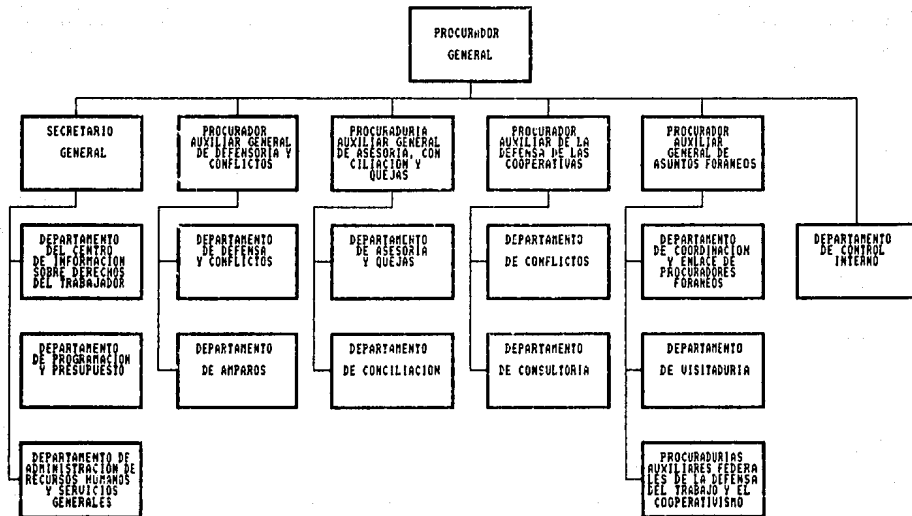 PROCURADOR
GENERAL
SECRETARIO
GENERAL
PROCURADOR
AUXILIAR GENERAL
DE DEFENSORIA Y
CONFLICTOS
PROCURADURIA
AUXILIAR GENERAL
DE ASESORIA, CON
CILIACION Y
QUEJAS
PROCURADOR
AUXILIAR DE LA
DEFENSA DE LAS
COOPERATIVAS
PROCURADOR
AUXILIAR
GENERAL DE
ASUNTOS FORANEOS
DEPARTAMENTO
DEL CENTRO
DE INFORMACION
SOBRE DERECHOS
DEL TRABAJADOR
DEPARTAMENTO
DE DEFENSA
Y CONFLICTOS
DEPARTAMENTO
DE ASESORIA
Y QUEJAS
DEPARTAMENTO
DE CONFLICTOS
DEPARTAMENTO
DE COORDINACION
Y ENLACE DE
PROCURADORES
FORANEOS
DEPARTAMENTO
DE CONTROL
INTERNO
DEPARTAMENTO
DE PROGRAMACION
Y PRESUPUESTO
DEPARTAMENTO
DE AMPAROS
DEPARTAMENTO
DE CONCILIACION
DEPARTAMENTO
DE CONSULTORIA
DEPARTAMENTO
DE VISITADURIA
DEPARTAMENTO DE
ADMINISTRACION DE
RECURSOS HUMANOS
Y SERVICIOS
GENERALES
PROCURADURIAS
AUXILIARES FEDERA
LES DE LA DEFENSA
DEL TRABAJO Y EL
COOPERATIVISMO